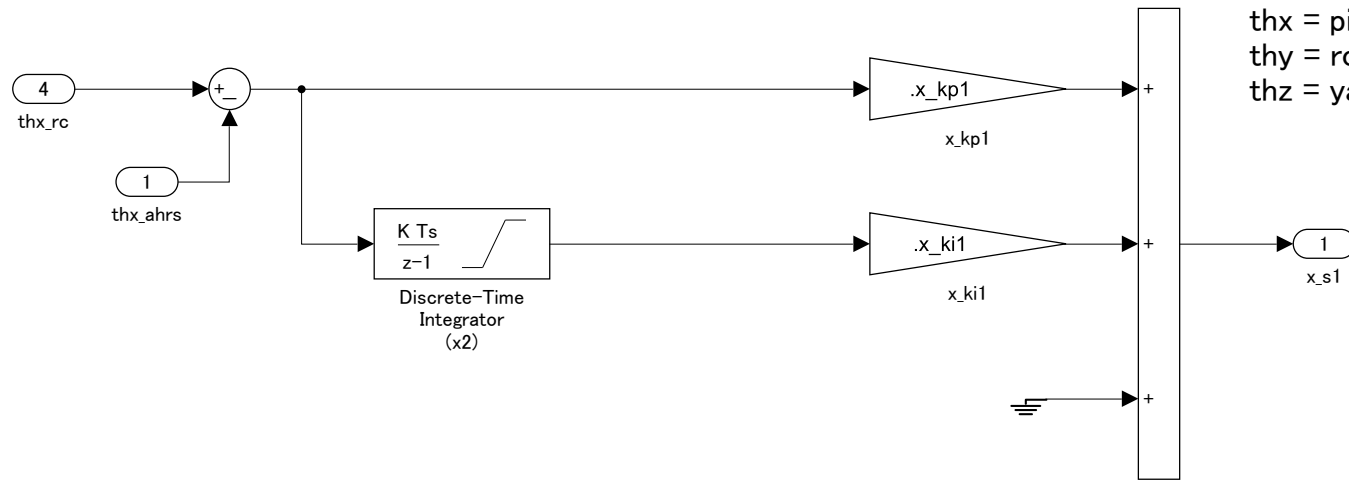 thx = pi
thy = ro
thz = ya
4
thx_rc
+
−
1
thx_ahrs
K Ts
z−1
Discrete−Time
Integrator
(x2)
.x_kp1
x_kp1
.x_ki1
x_ki1
+
+
+
1
x_s1